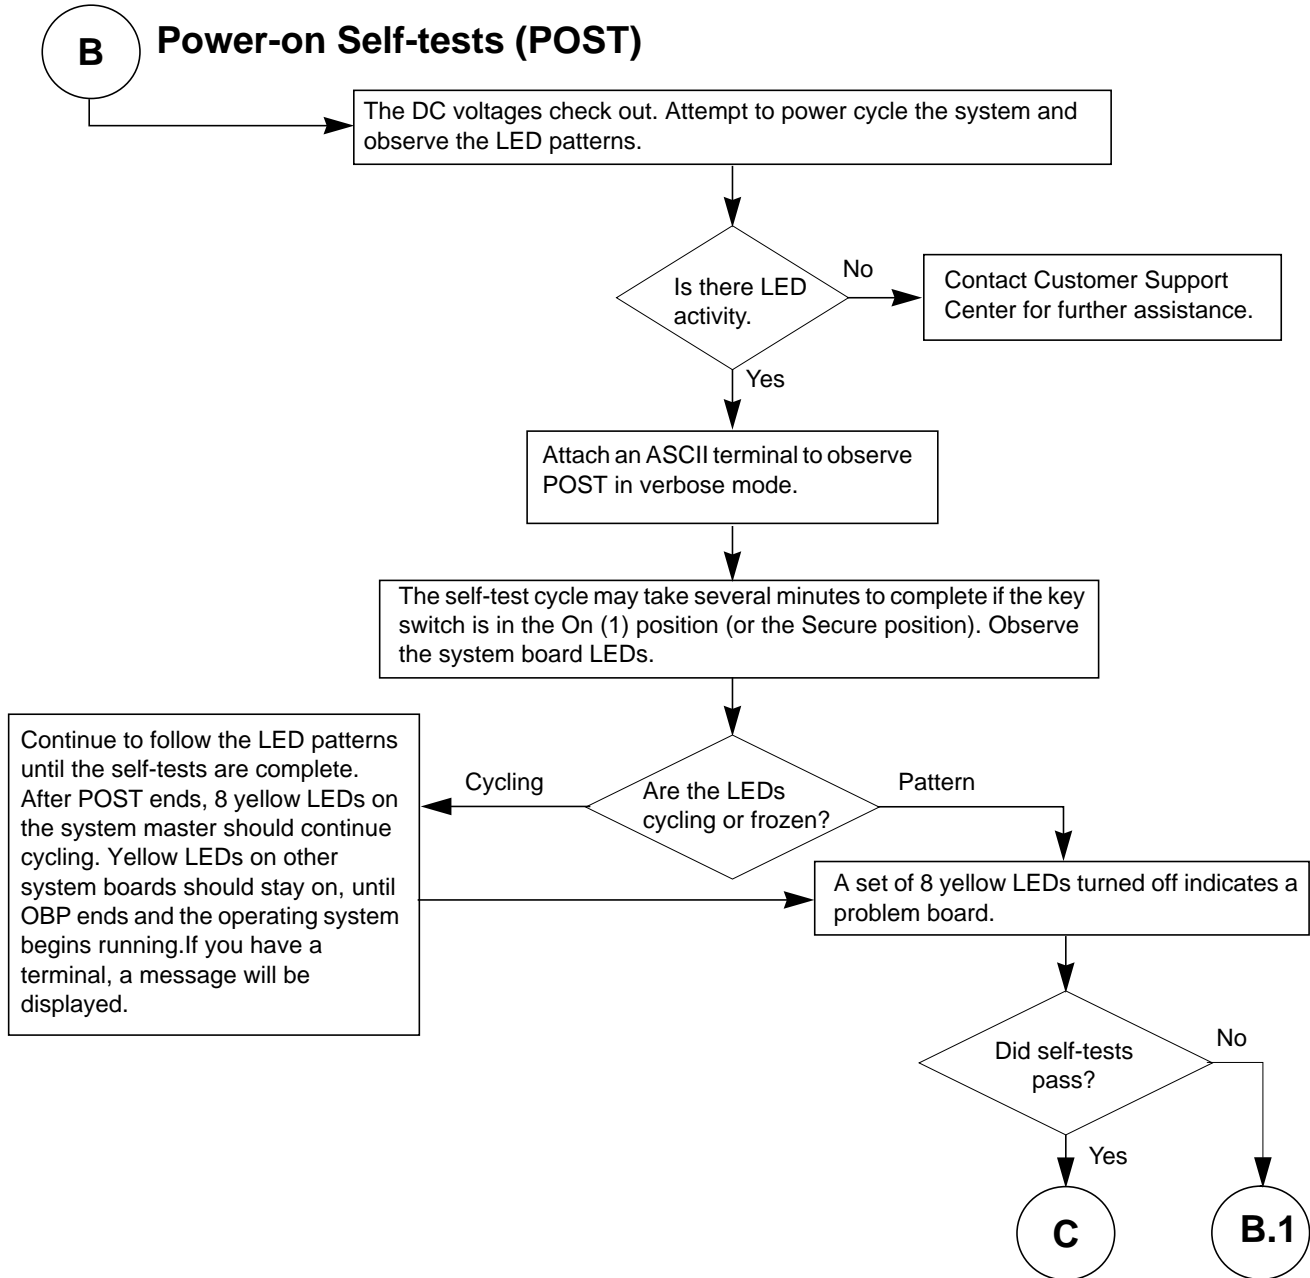 B
Power-on Self-tests (POST)
The DC voltages check out. Attempt to power cycle the system and
observe the LED patterns.
Is there LED
activity.
No
Contact Customer Support
Center for further assistance.
Yes
Attach an ASCII terminal to observe
POST in verbose mode.
The self-test cycle may take several minutes to complete if the key
switch is in the On (1) position (or the Secure position). Observe
the system board LEDs.
Continue to follow the LED patterns
until the self-tests are complete.
After POST ends, 8 yellow LEDs on
the system master should continue
cycling. Yellow LEDs on other
system boards should stay on, until
OBP ends and the operating system
begins running.If you have a
terminal, a message will be
displayed.
Cycling
Are the LEDs
cycling or frozen?
Pattern
A set of 8 yellow LEDs turned off indicates a
problem board.
Did self-tests
pass?
No
Yes
C
B.1